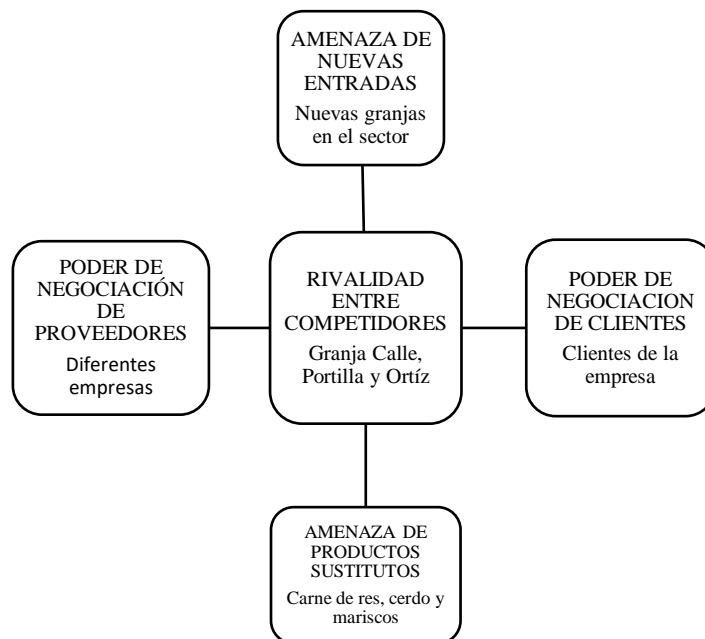 AMENAZA DE
NUEVAS
ENTRADAS
Nuevas granjas
en el sector
PODER DE
NEGOCIACIÓN
DE
PROVEEDORES
Diferentes
empresas
RIVALIDAD
ENTRE
COMPETIDORES
Granja Calle,
Portilla y Ortíz
PODER DE
NEGOCIACION
DE CLIENTES
Clientes de la
empresa
AMENAZA DE
PRODUCTOS
SUSTITUTOS
Carne de res, cerdo y
mariscos